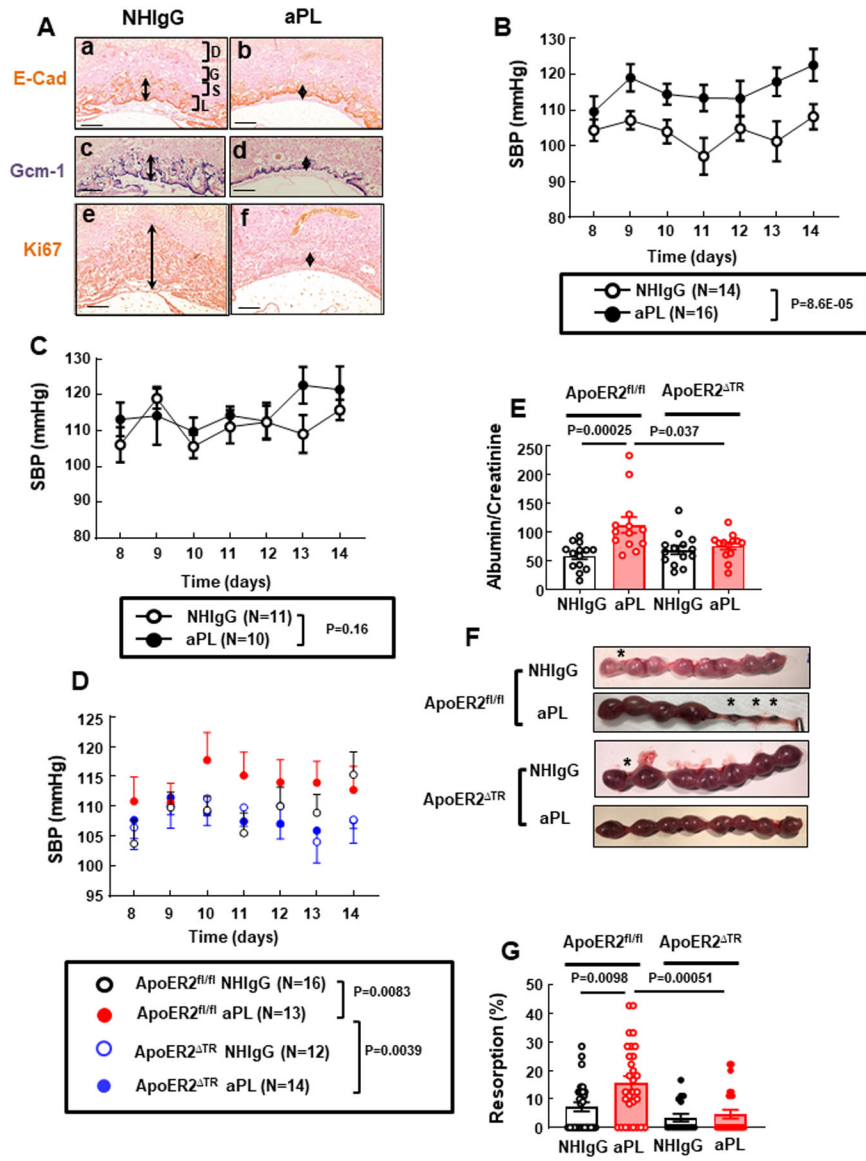 A
NHIgG aPL
E-Cad
a b
D
G
S
L
Gcm-1
c d
Ki67
e f
B
SBP (mmHg)
120
110
100
90
80
8 9 10 11 12 13 14
Time (days)
NHIgG (N=14)
aPL (N=16)
P=8.6E-05
C
SBP (mmHg)
130
120
110
100
90
80
8 9 10 11 12 13 14
Time (days)
NHIgG (N=11)
aPL (N=10)
P=0.16
D
SBP (mmHg)
125
120
115
110
105
100
95
8 9 10 11 12 13 14
Time (days)
ApoER2fl/fl NHIgG (N=16)
ApoER2fl/fl aPL (N=13)
ApoER2ΔTR NHIgG (N=12)
ApoER2ΔTR aPL (N=14)
P=0.0083
P=0.0039
E
ApoER2fl/fl ApoER2ΔTR
P=0.00025 P=0.037
Albumin/Creatinine
250
200
150
100
50
0
NHIgG aPL NHIgG aPL
F
ApoER2fl/fl
NHIgG
*
aPL
* * *
ApoER2ΔTR
NHIgG
*
aPL
G
ApoER2fl/fl ApoER2ΔTR
P=0.0098 P=0.00051
Resorption (%)
50
40
30
20
10
0
NHIgG aPL NHIgG aPL